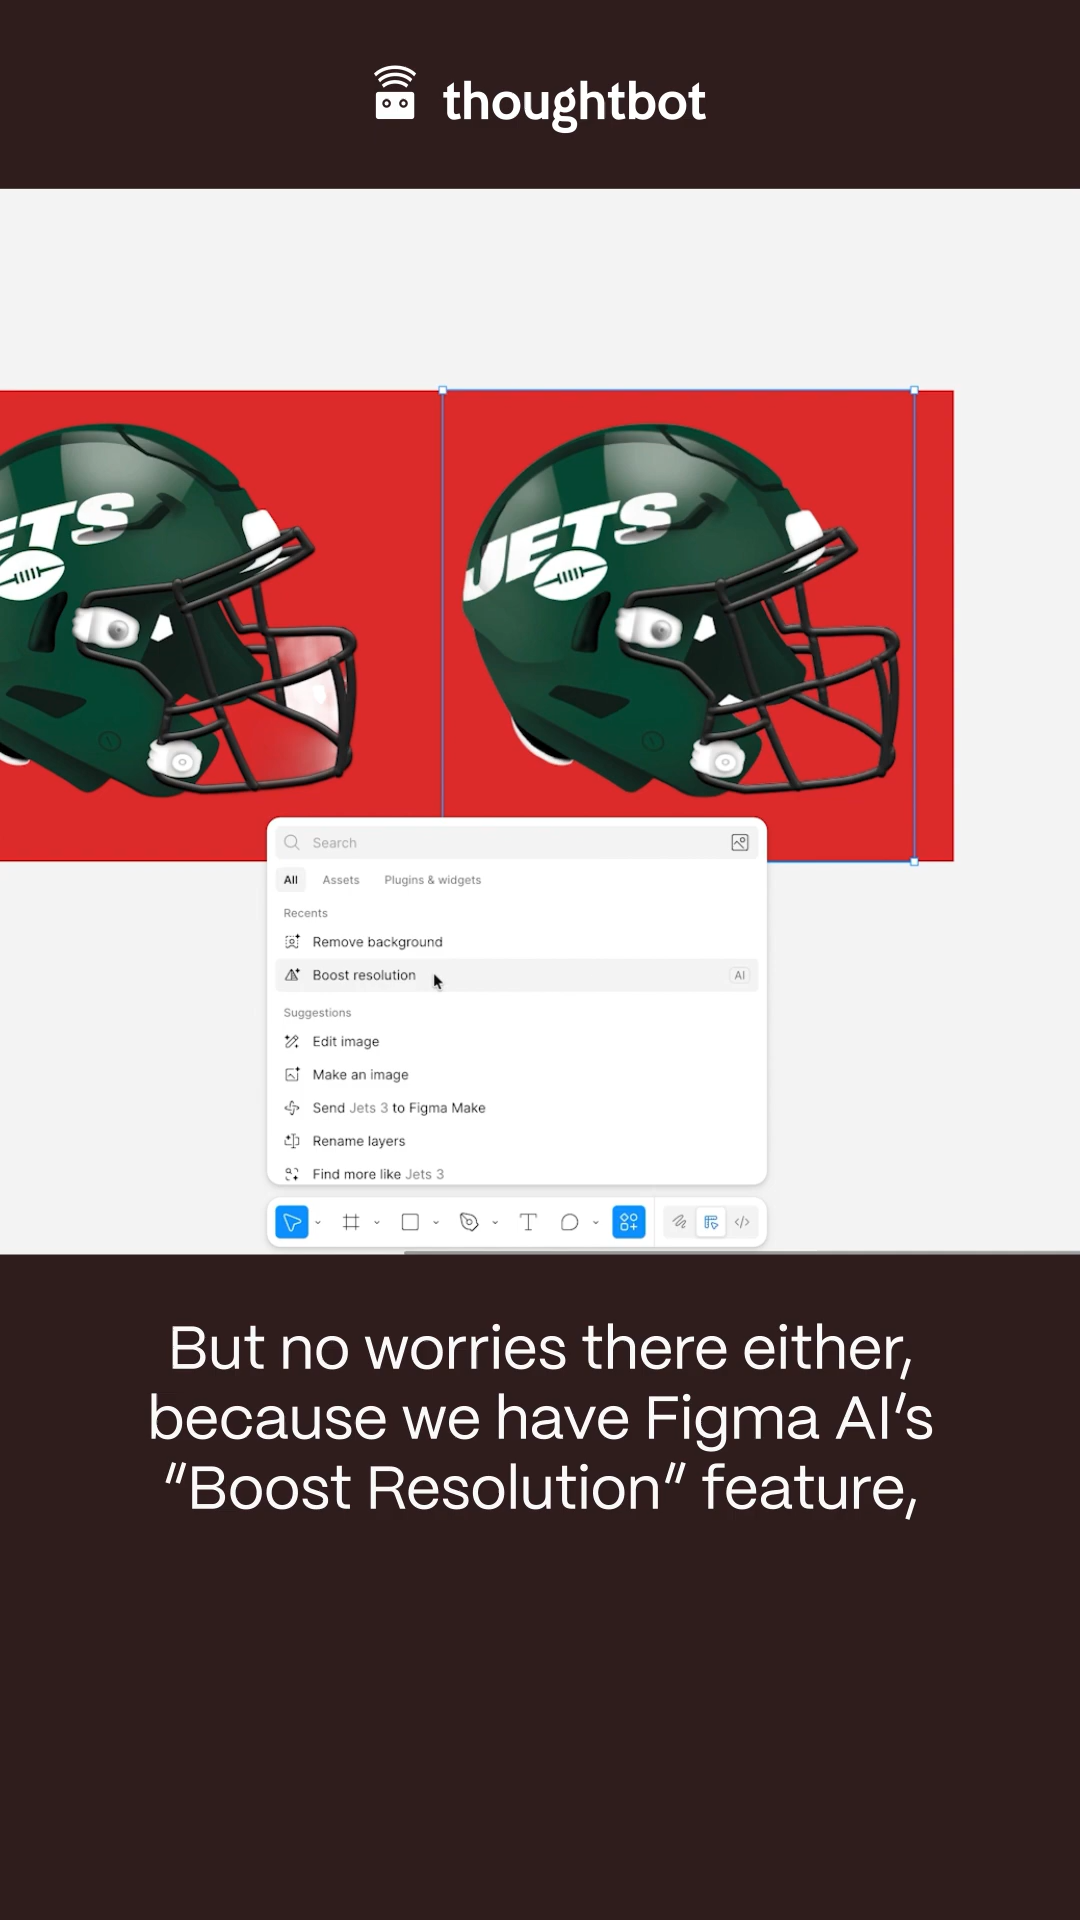 thoughtbot
ETS
JETS
Search
All Assets Plugins & widgets
Recents
Remove background
Boost resolution AI
Suggestions
Edit image
Make an image
Send Jets 3 to Figma Make
Rename layers
Find more like Jets 3
But no worries there either,
because we have Figma AI’s
“Boost Resolution” feature,